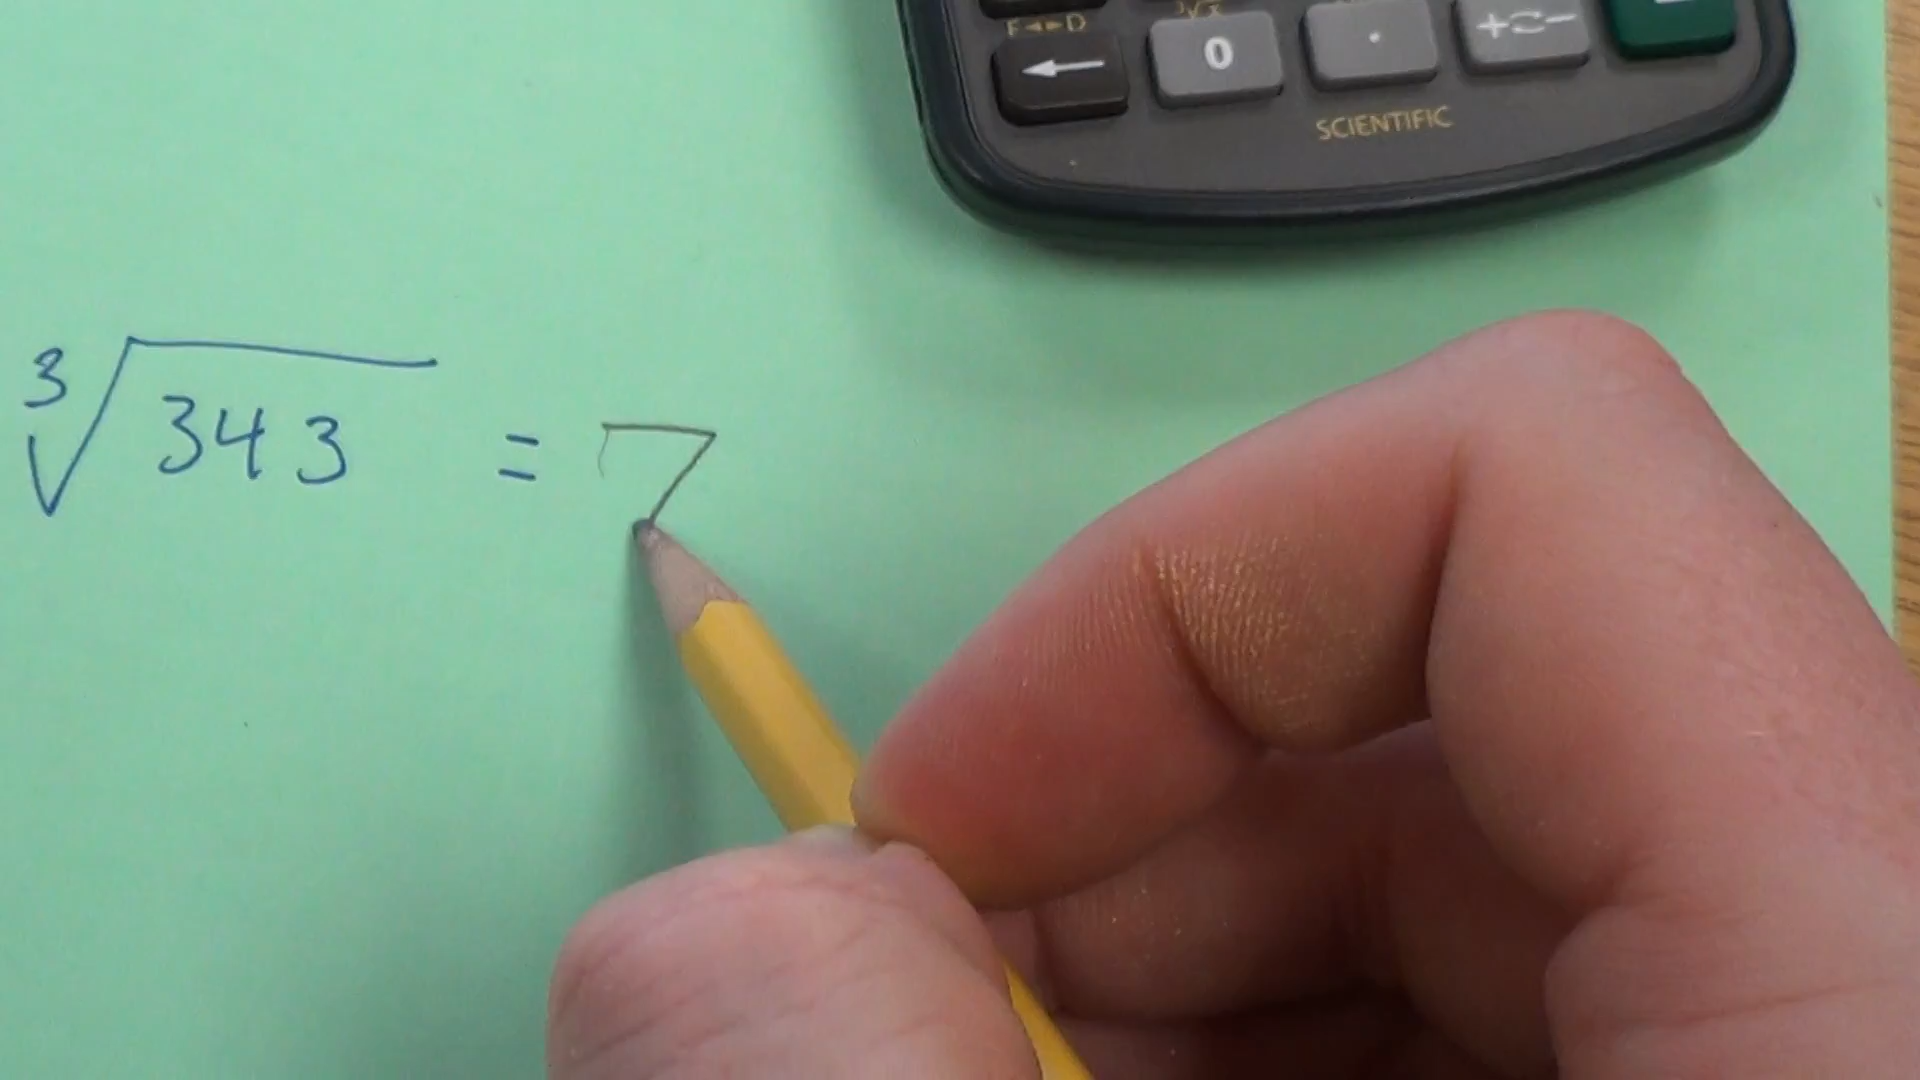 F◄►D
0
.
+⇄−
SCIENTIFIC
∛343 = 7